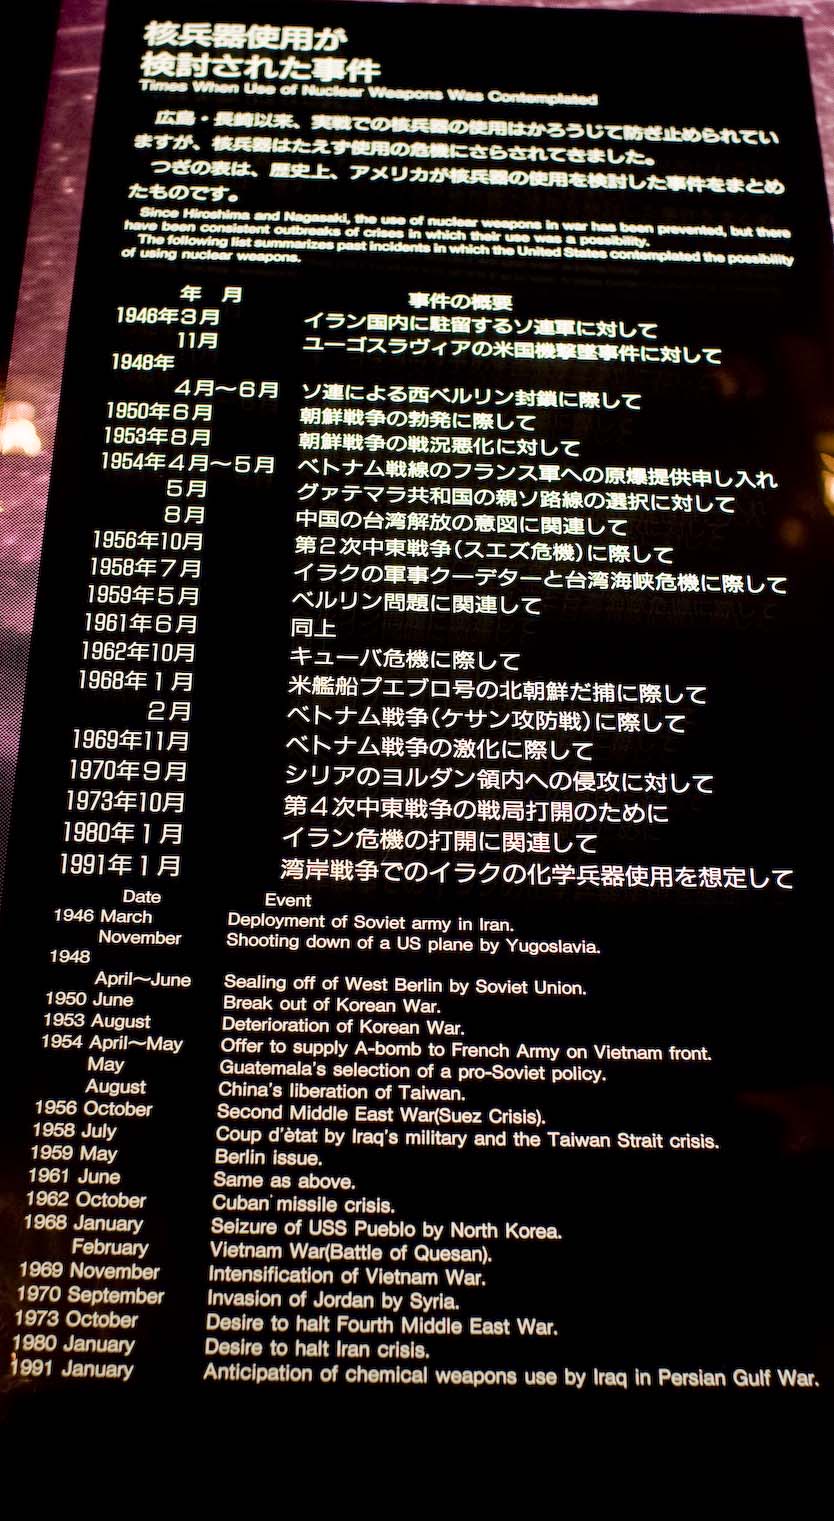 核兵器使用が
検討された事件
Times When Use of Nuclear Weapons Was Contemplated
広島・長崎以来、実戦での核兵器の使用はかろうじて防ぎ止められてい
ますが、核兵器はたえず使用の危機にさらされてきました。
つぎの表は、歴史上、アメリカが核兵器の使用を検討した事件をまとめ
たものです。
Since Hiroshima and Nagasaki, the use of nuclear weapons in war has been prevented, but there
have been consistent outbreaks of crises in which their use was a possibility.
The following list summarizes past incidents in which the United States contemplated the possibility
of using nuclear weapons.
年 月 事件の概要
1946年3月 イラン国内に駐留するソ連軍に対して
11月 ユーゴスラヴィアの米国機撃墜事件に対して
1948年
4月〜6月 ソ連による西ベルリン封鎖に際して
1950年6月 朝鮮戦争の勃発に際して
1953年8月 朝鮮戦争の戦況悪化に対して
1954年4月〜5月 ベトナム戦線のフランス軍への原爆提供申し入れ
5月 グァテマラ共和国の親ソ路線の選択に対して
8月 中国の台湾解放の意図に関連して
1956年10月 第2次中東戦争(スエズ危機)に際して
1958年7月 イラクの軍事クーデターと台湾海峡危機に際して
1959年5月 ベルリン問題に関連して
1961年6月 同上
1962年10月 キューバ危機に際して
1968年1月 米艦船プエブロ号の北朝鮮だ捕に際して
2月 ベトナム戦争(ケサン攻防戦)に際して
1969年11月 ベトナム戦争の激化に際して
1970年9月 シリアのヨルダン領内への侵攻に対して
1973年10月 第4次中東戦争の戦局打開のために
1980年1月 イラン危機の打開に関連して
1991年1月 湾岸戦争でのイラクの化学兵器使用を想定して
Date Event
1946 March Deployment of Soviet army in Iran.
November Shooting down of a US plane by Yugoslavia.
1948
April〜June Sealing off of West Berlin by Soviet Union.
1950 June Break out of Korean War.
1953 August Deterioration of Korean War.
1954 April〜May Offer to supply A-bomb to French Army on Vietnam front.
May Guatemala's selection of a pro-Soviet policy.
August China's liberation of Taiwan.
1956 October Second Middle East War(Suez Crisis).
1958 July Coup d'ètat by Iraq's military and the Taiwan Strait crisis.
1959 May Berlin issue.
1961 June Same as above.
1962 October Cuban missile crisis.
1968 January Seizure of USS Pueblo by North Korea.
February Vietnam War(Battle of Quesan).
1969 November Intensification of Vietnam War.
1970 September Invasion of Jordan by Syria.
1973 October Desire to halt Fourth Middle East War.
1980 January Desire to halt Iran crisis.
1991 January Anticipation of chemical weapons use by Iraq in Persian Gulf War.